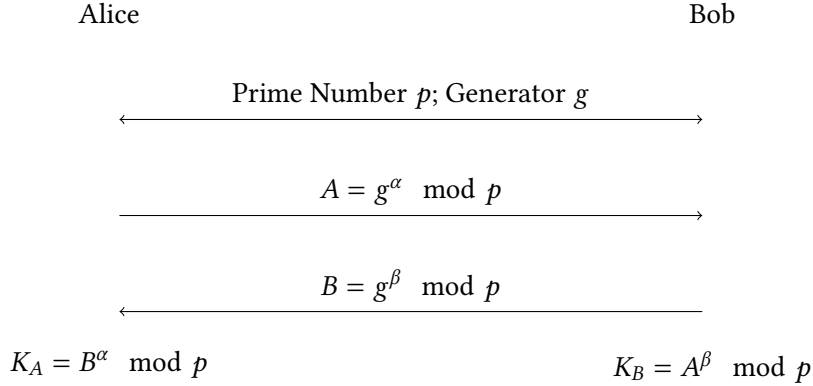 Alice Bob
Prime Number p; Generator g
A = g^α mod p
B = g^β mod p
K_A = B^α mod p
K_B = A^β mod p